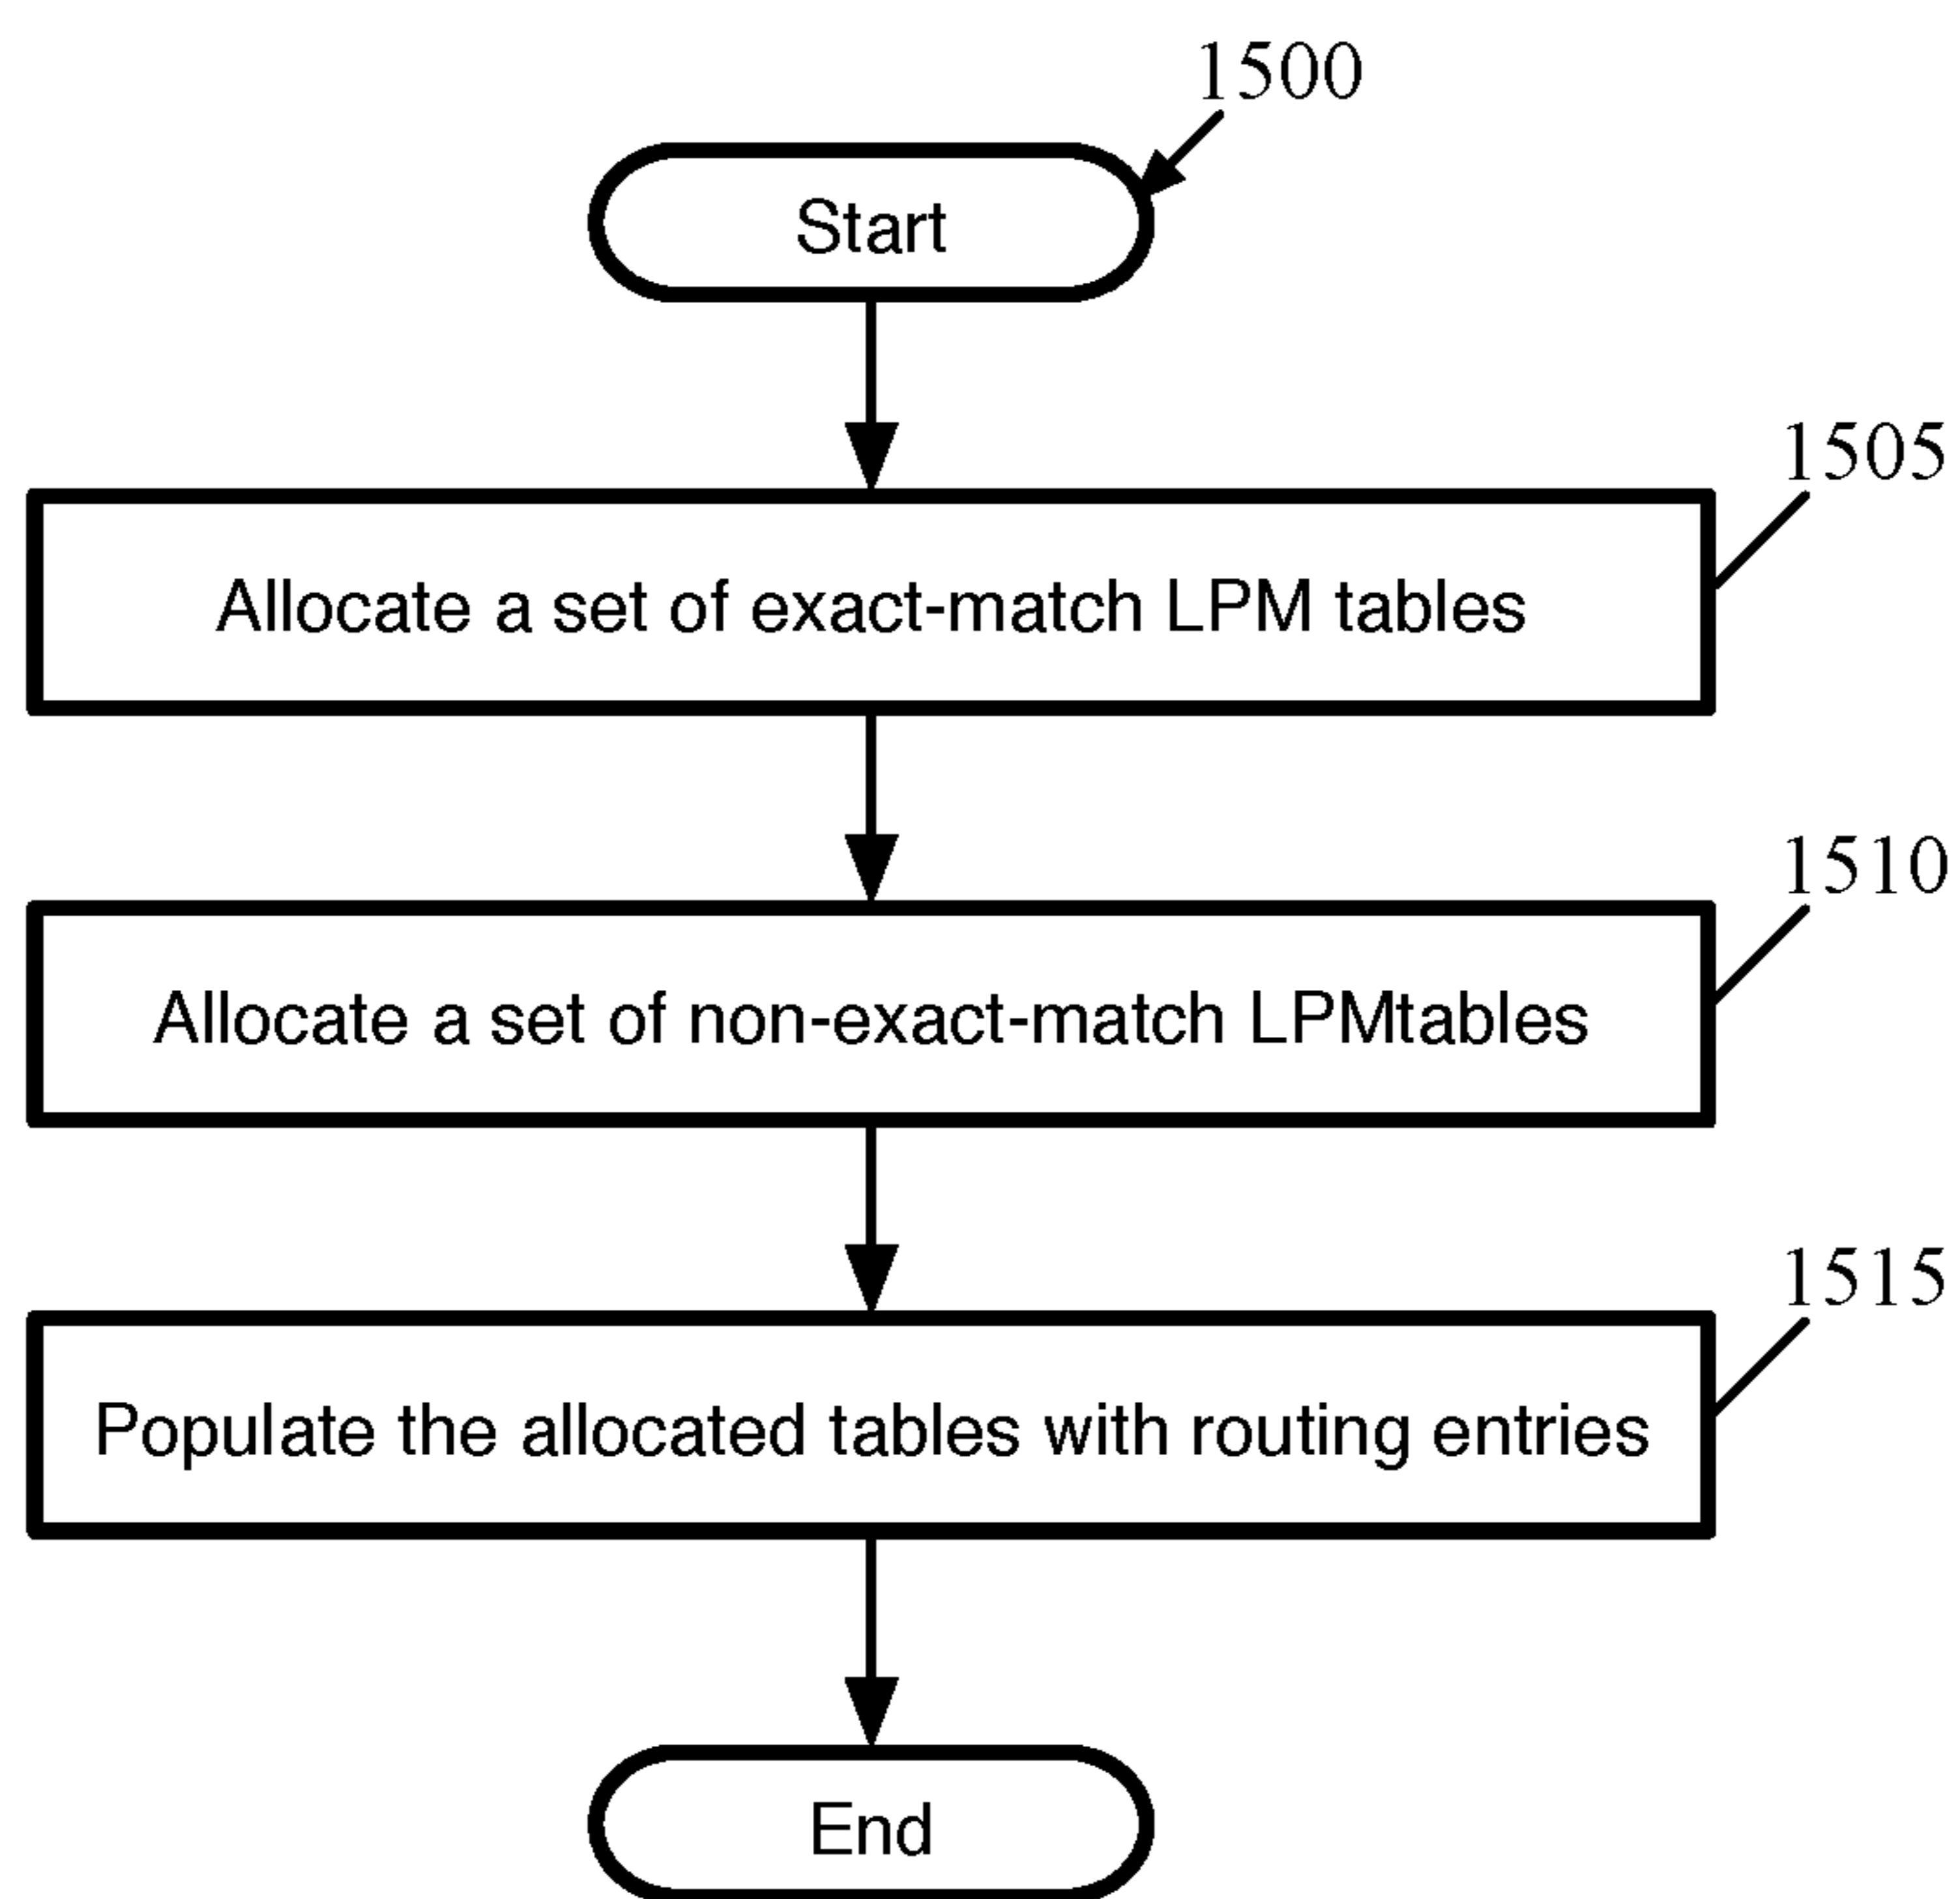 1500
Start
1505
Allocate a set of exact-match LPM tables
1510
Allocate a set of non-exact-match LPMtables
1515
Populate the allocated tables with routing entries
End